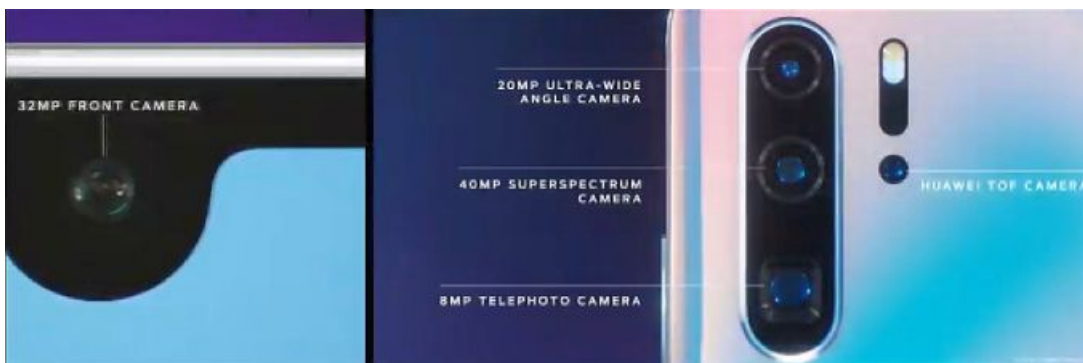 32MP FRONT CAMERA
20MP ULTRA-WIDE
ANGLE CAMERA
40MP SUPERSPECTRUM
CAMERA
HUAWEI TOF CAMERA
8MP TELEPHOTO CAMERA